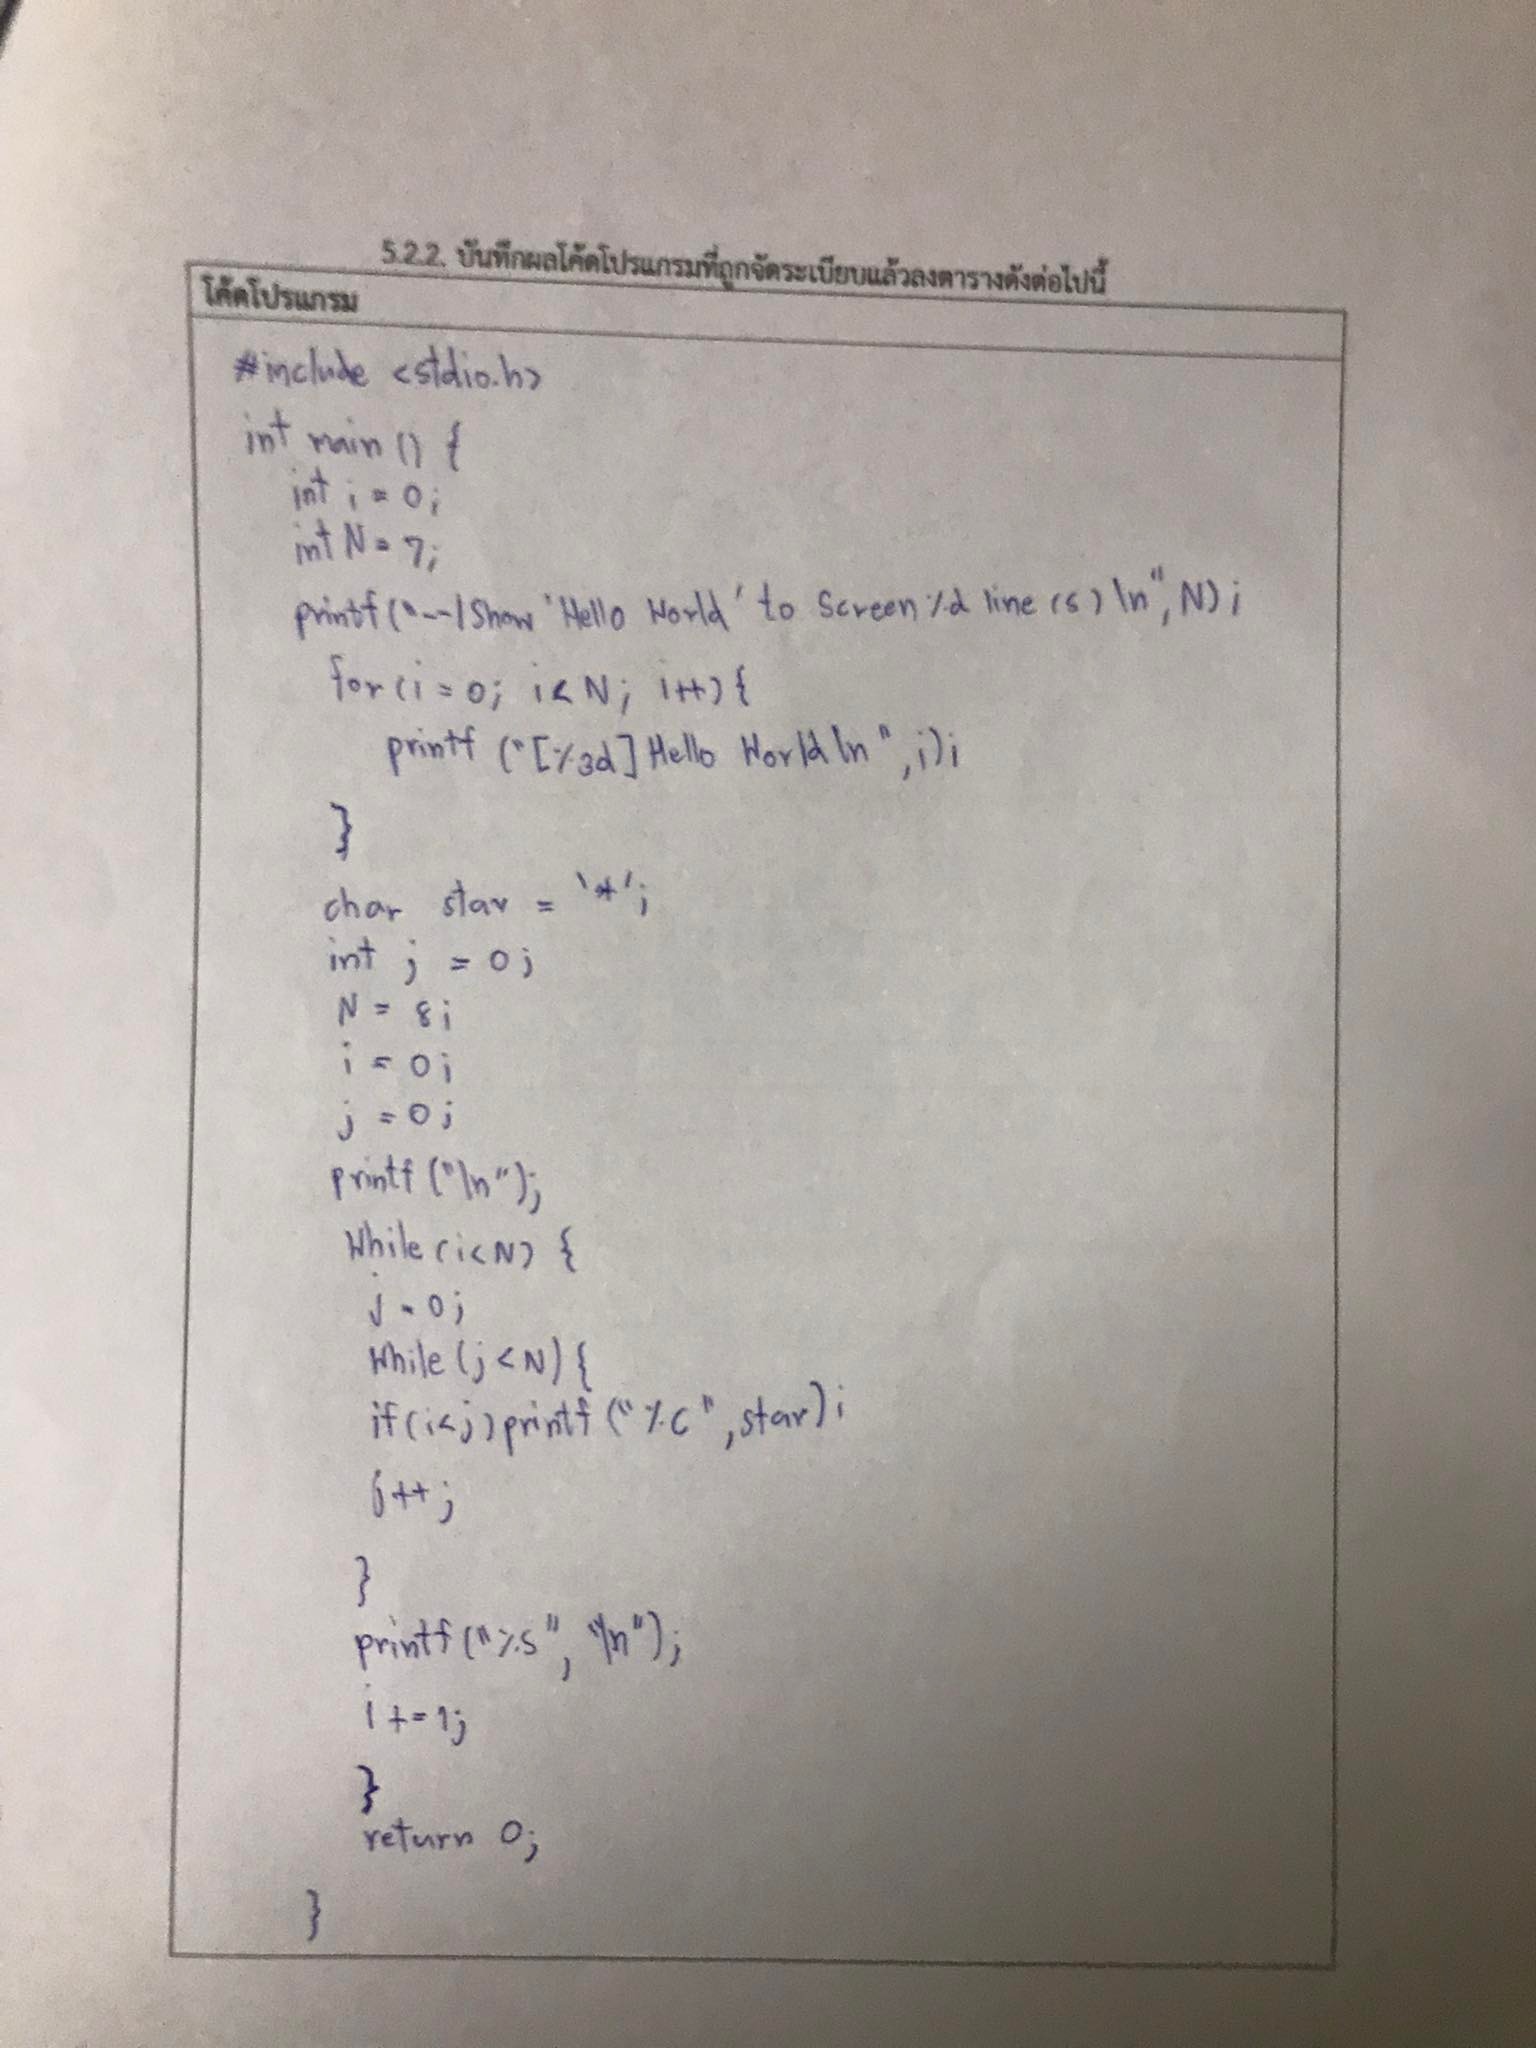 5.2.2. บันทึกผลโค้ดโปรแกรมที่ถูกจัดระเบียบแล้วลงตารางดังต่อไปนี้
โค้ดโปรแกรม
#include <stdio.h>
int main () {
int i = 0;
int N = 7;
printf("--|Show 'Hello World' to Screen %d line (s) \n", N);
for (i = 0; i < N; i++) {
printf ("[%3d] Hello World \n", i);
}
char star = '*';
int j = 0;
N = 8;
i = 0;
j = 0;
printf ("\n");
While (i<N) {
j = 0;
While (j < N) {
if (i<j) printf ("%c", star);
j++;
}
printf ("%s", "\n");
i += 1;
}
return 0;
}